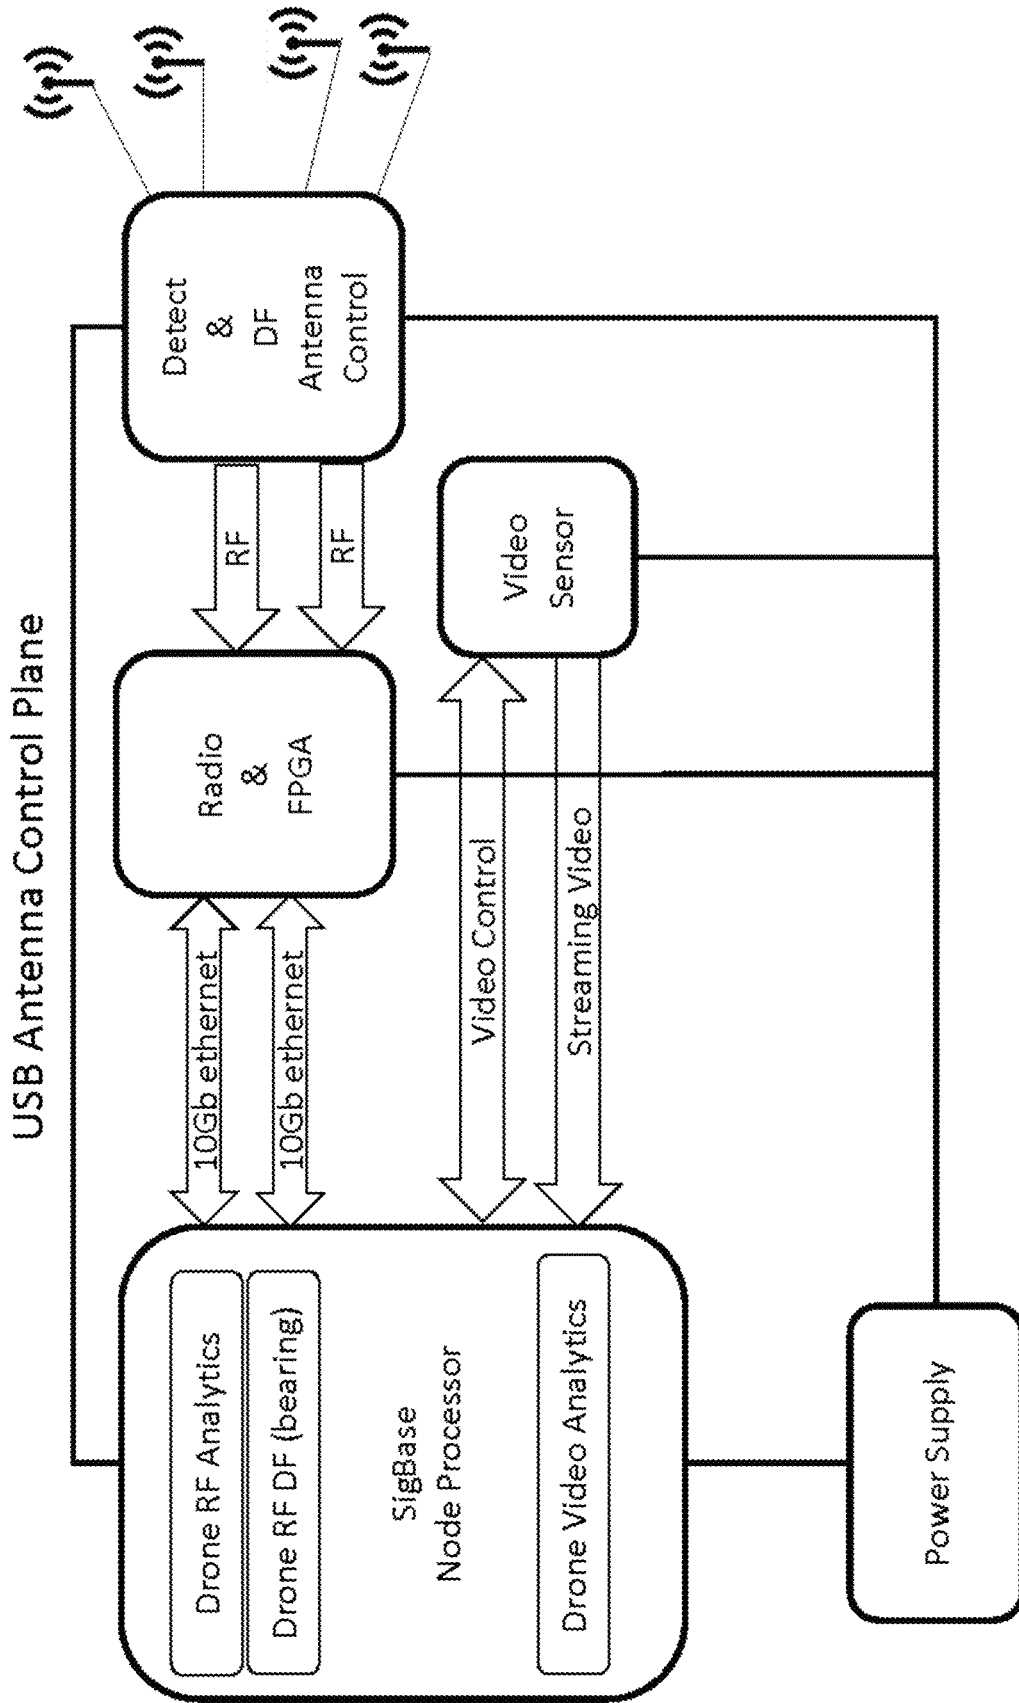 USB Antenna Control Plane
Drone RF Analytics
Drone RF DF (bearing)
SigBase
Node Processor
Drone Video Analytics
10Gb ethernet
10Gb ethernet
Radio
&
FPGA
RF
RF
Detect
&
DF
Antenna
Control
Video Control
Streaming Video
Video
Sensor
Power Supply